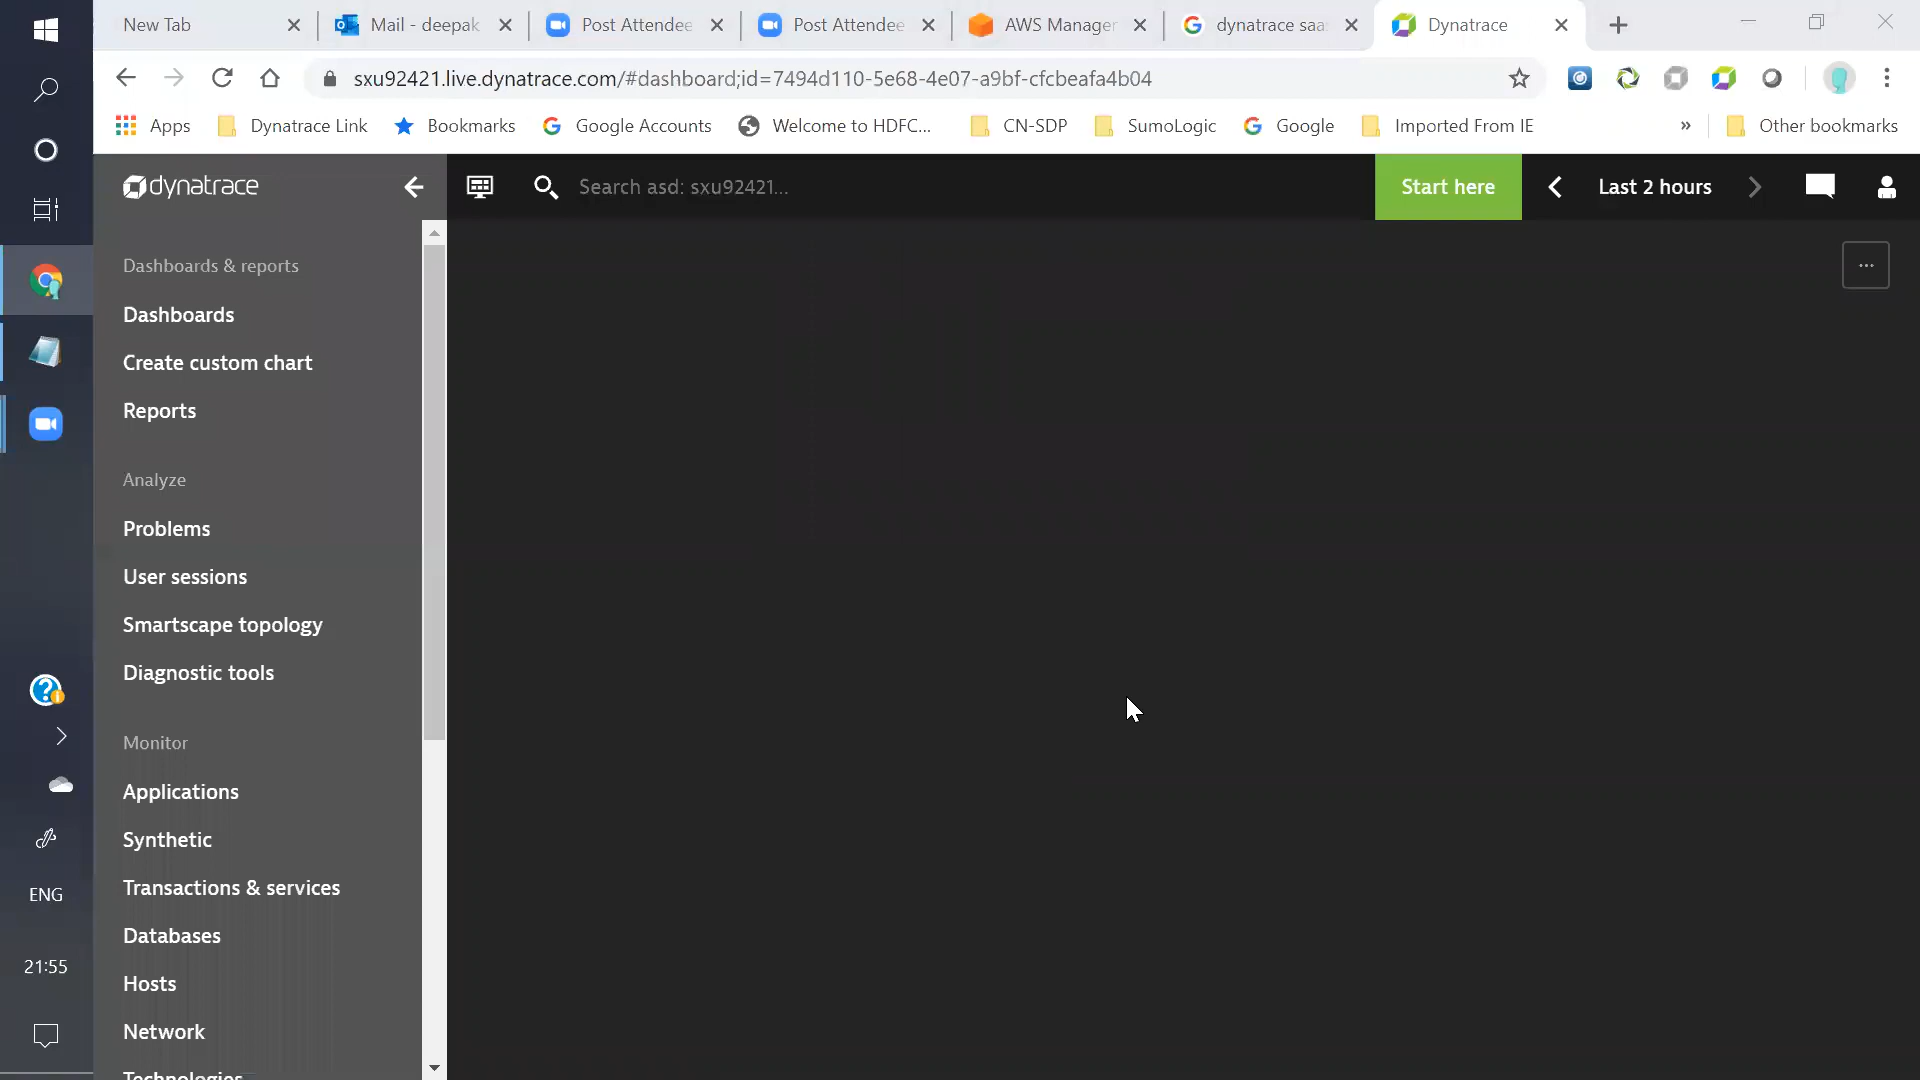 New Tab
Mail - deepak
Post Attendee
Post Attendee
AWS Manager
dynatrace saa
Dynatrace
sxu92421.live.dynatrace.com/#dashboard;id=7494d110-5e68-4e07-a9bf-cfcbeafa4b04
Apps
Dynatrace Link
Bookmarks
Google Accounts
Welcome to HDFC...
CN-SDP
SumoLogic
Google
Imported From IE
»
Other bookmarks
dynatrace
Search asd: sxu92421...
Start here
Last 2 hours
...
Dashboards & reports
Dashboards
Create custom chart
Reports
Analyze
Problems
User sessions
Smartscape topology
Diagnostic tools
Monitor
Applications
Synthetic
Transactions & services
Databases
Hosts
Network
Technologies
ENG
21:55